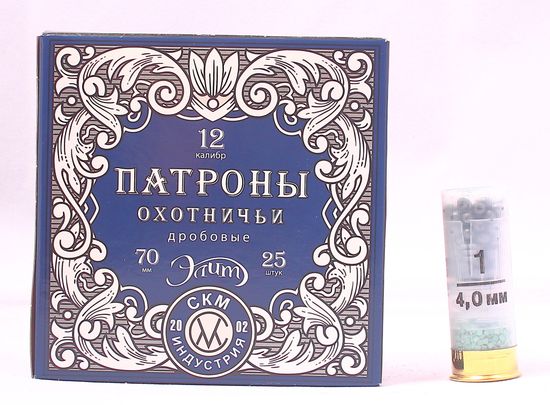 12
калибр
ПАТРОНЫ
ОХОТНИЧЬИ
дробовые
70 мм
Элит
25 штук
СКМ
20 02
ИНДУСТРИЯ
1
4,0 мм